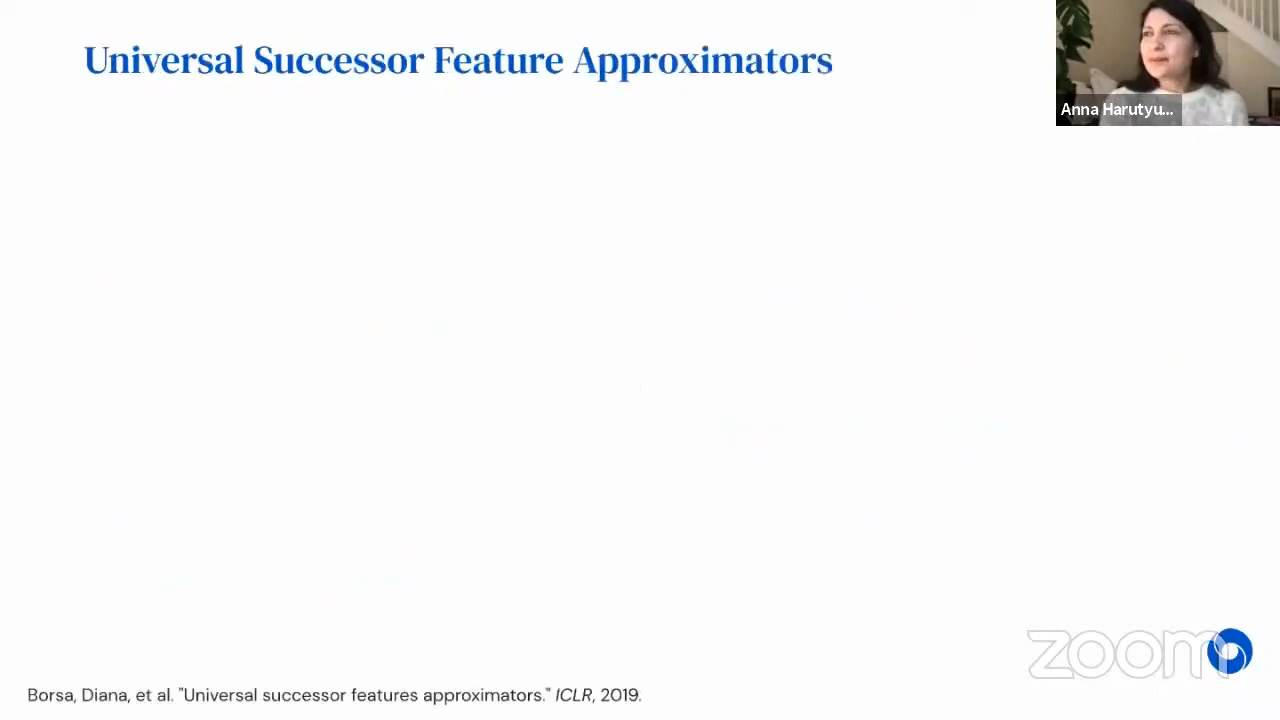 Universal Successor Feature Approximators
Anna Harutyu...
zoom
Borsa, Diana, et al. "Universal successor features approximators." ICLR, 2019.